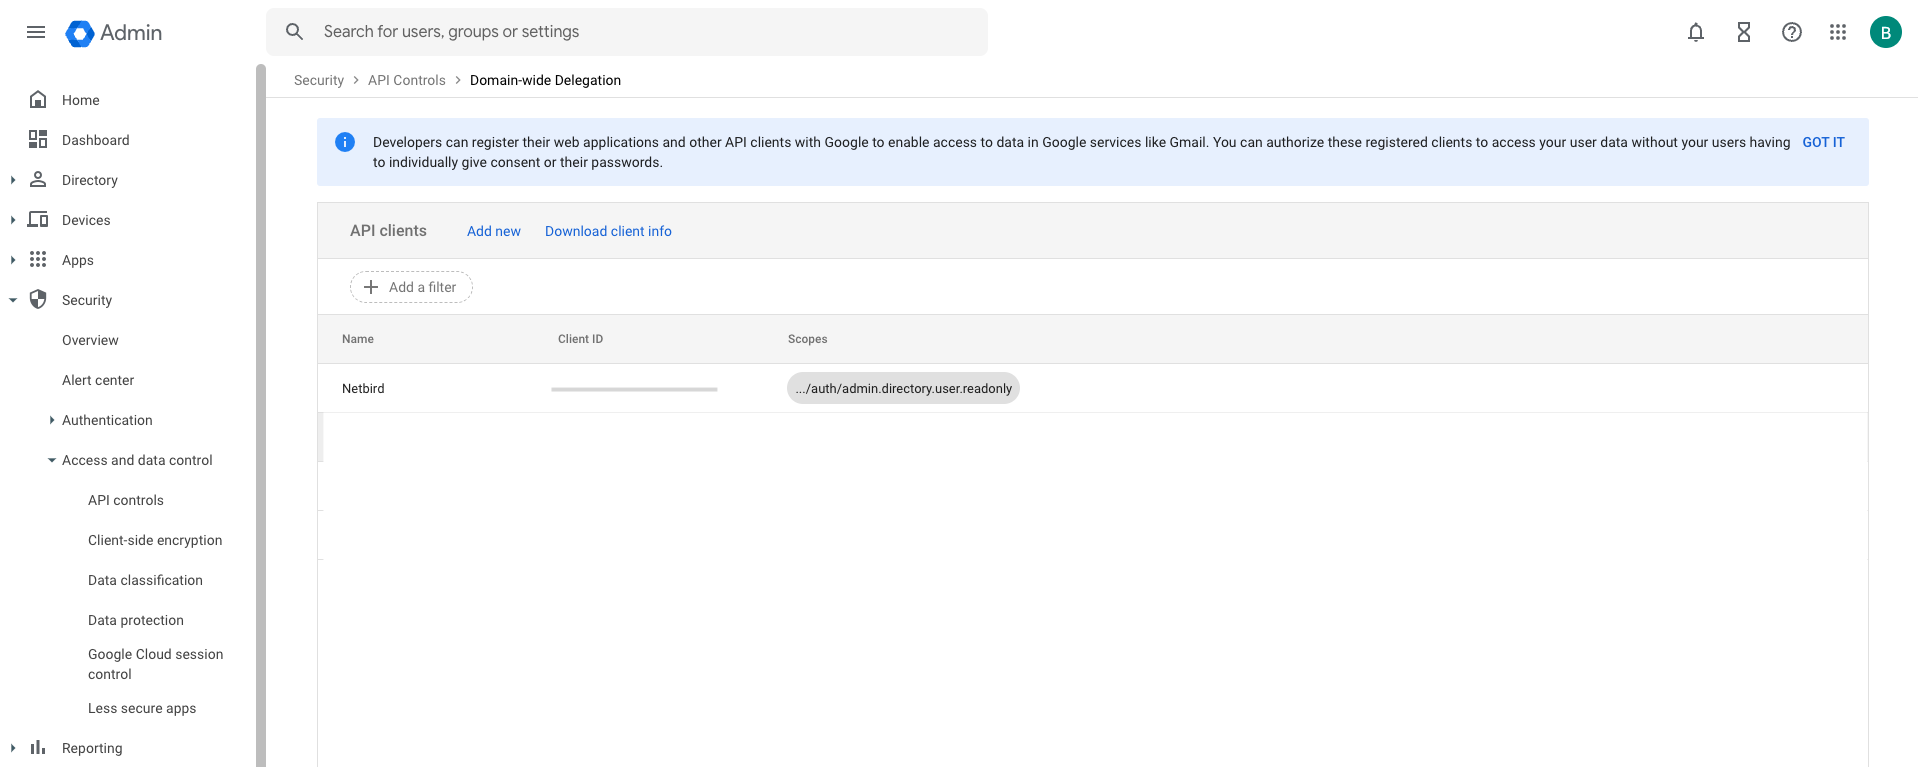 Admin
Search for users, groups or settings
B
Security > API Controls > Domain-wide Delegation
Home
Dashboard
Directory
Devices
Apps
Security
Overview
Alert center
Authentication
Access and data control
API controls
Client-side encryption
Data classification
Data protection
Google Cloud session
control
Less secure apps
Reporting
Developers can register their web applications and other API clients with Google to enable access to data in Google services like Gmail. You can authorize these registered clients to access your user data without your users having GOT IT
to individually give consent or their passwords.
API clients Add new Download client info
Add a filter
Name Client ID Scopes
Netbird .../auth/admin.directory.user.readonly